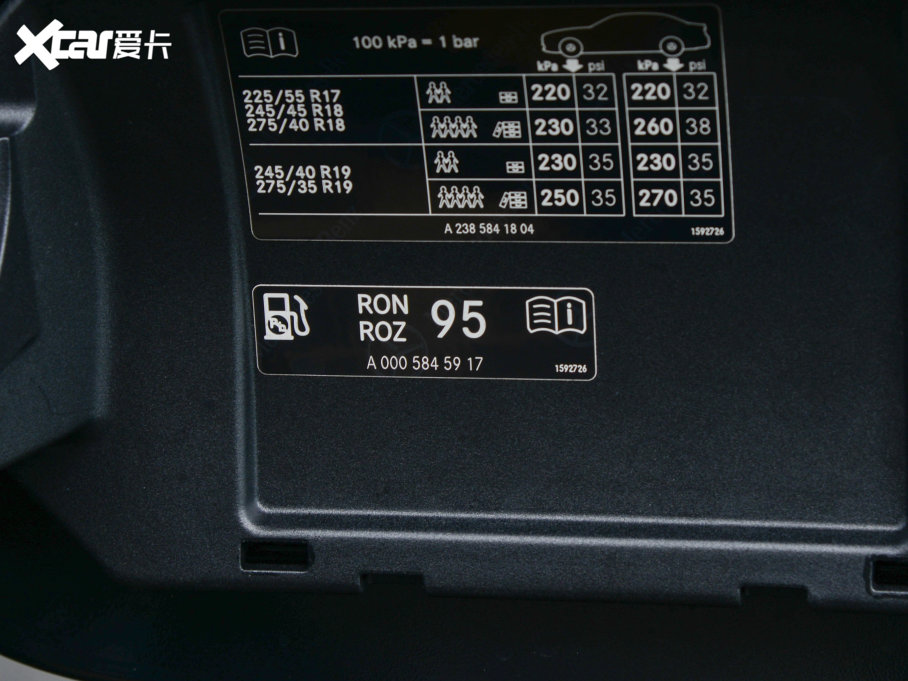 Xcar爱卡
i 100 kPa = 1 bar
kPa psi kPa psi
225/55 R17 220 32 220 32
245/45 R18
275/40 R18 230 33 260 38
245/40 R19 230 35 230 35
275/35 R19 250 35 270 35
A 238 584 18 04 1592726
RON 95 i
ROZ
Pb
A 000 584 59 17 1592726